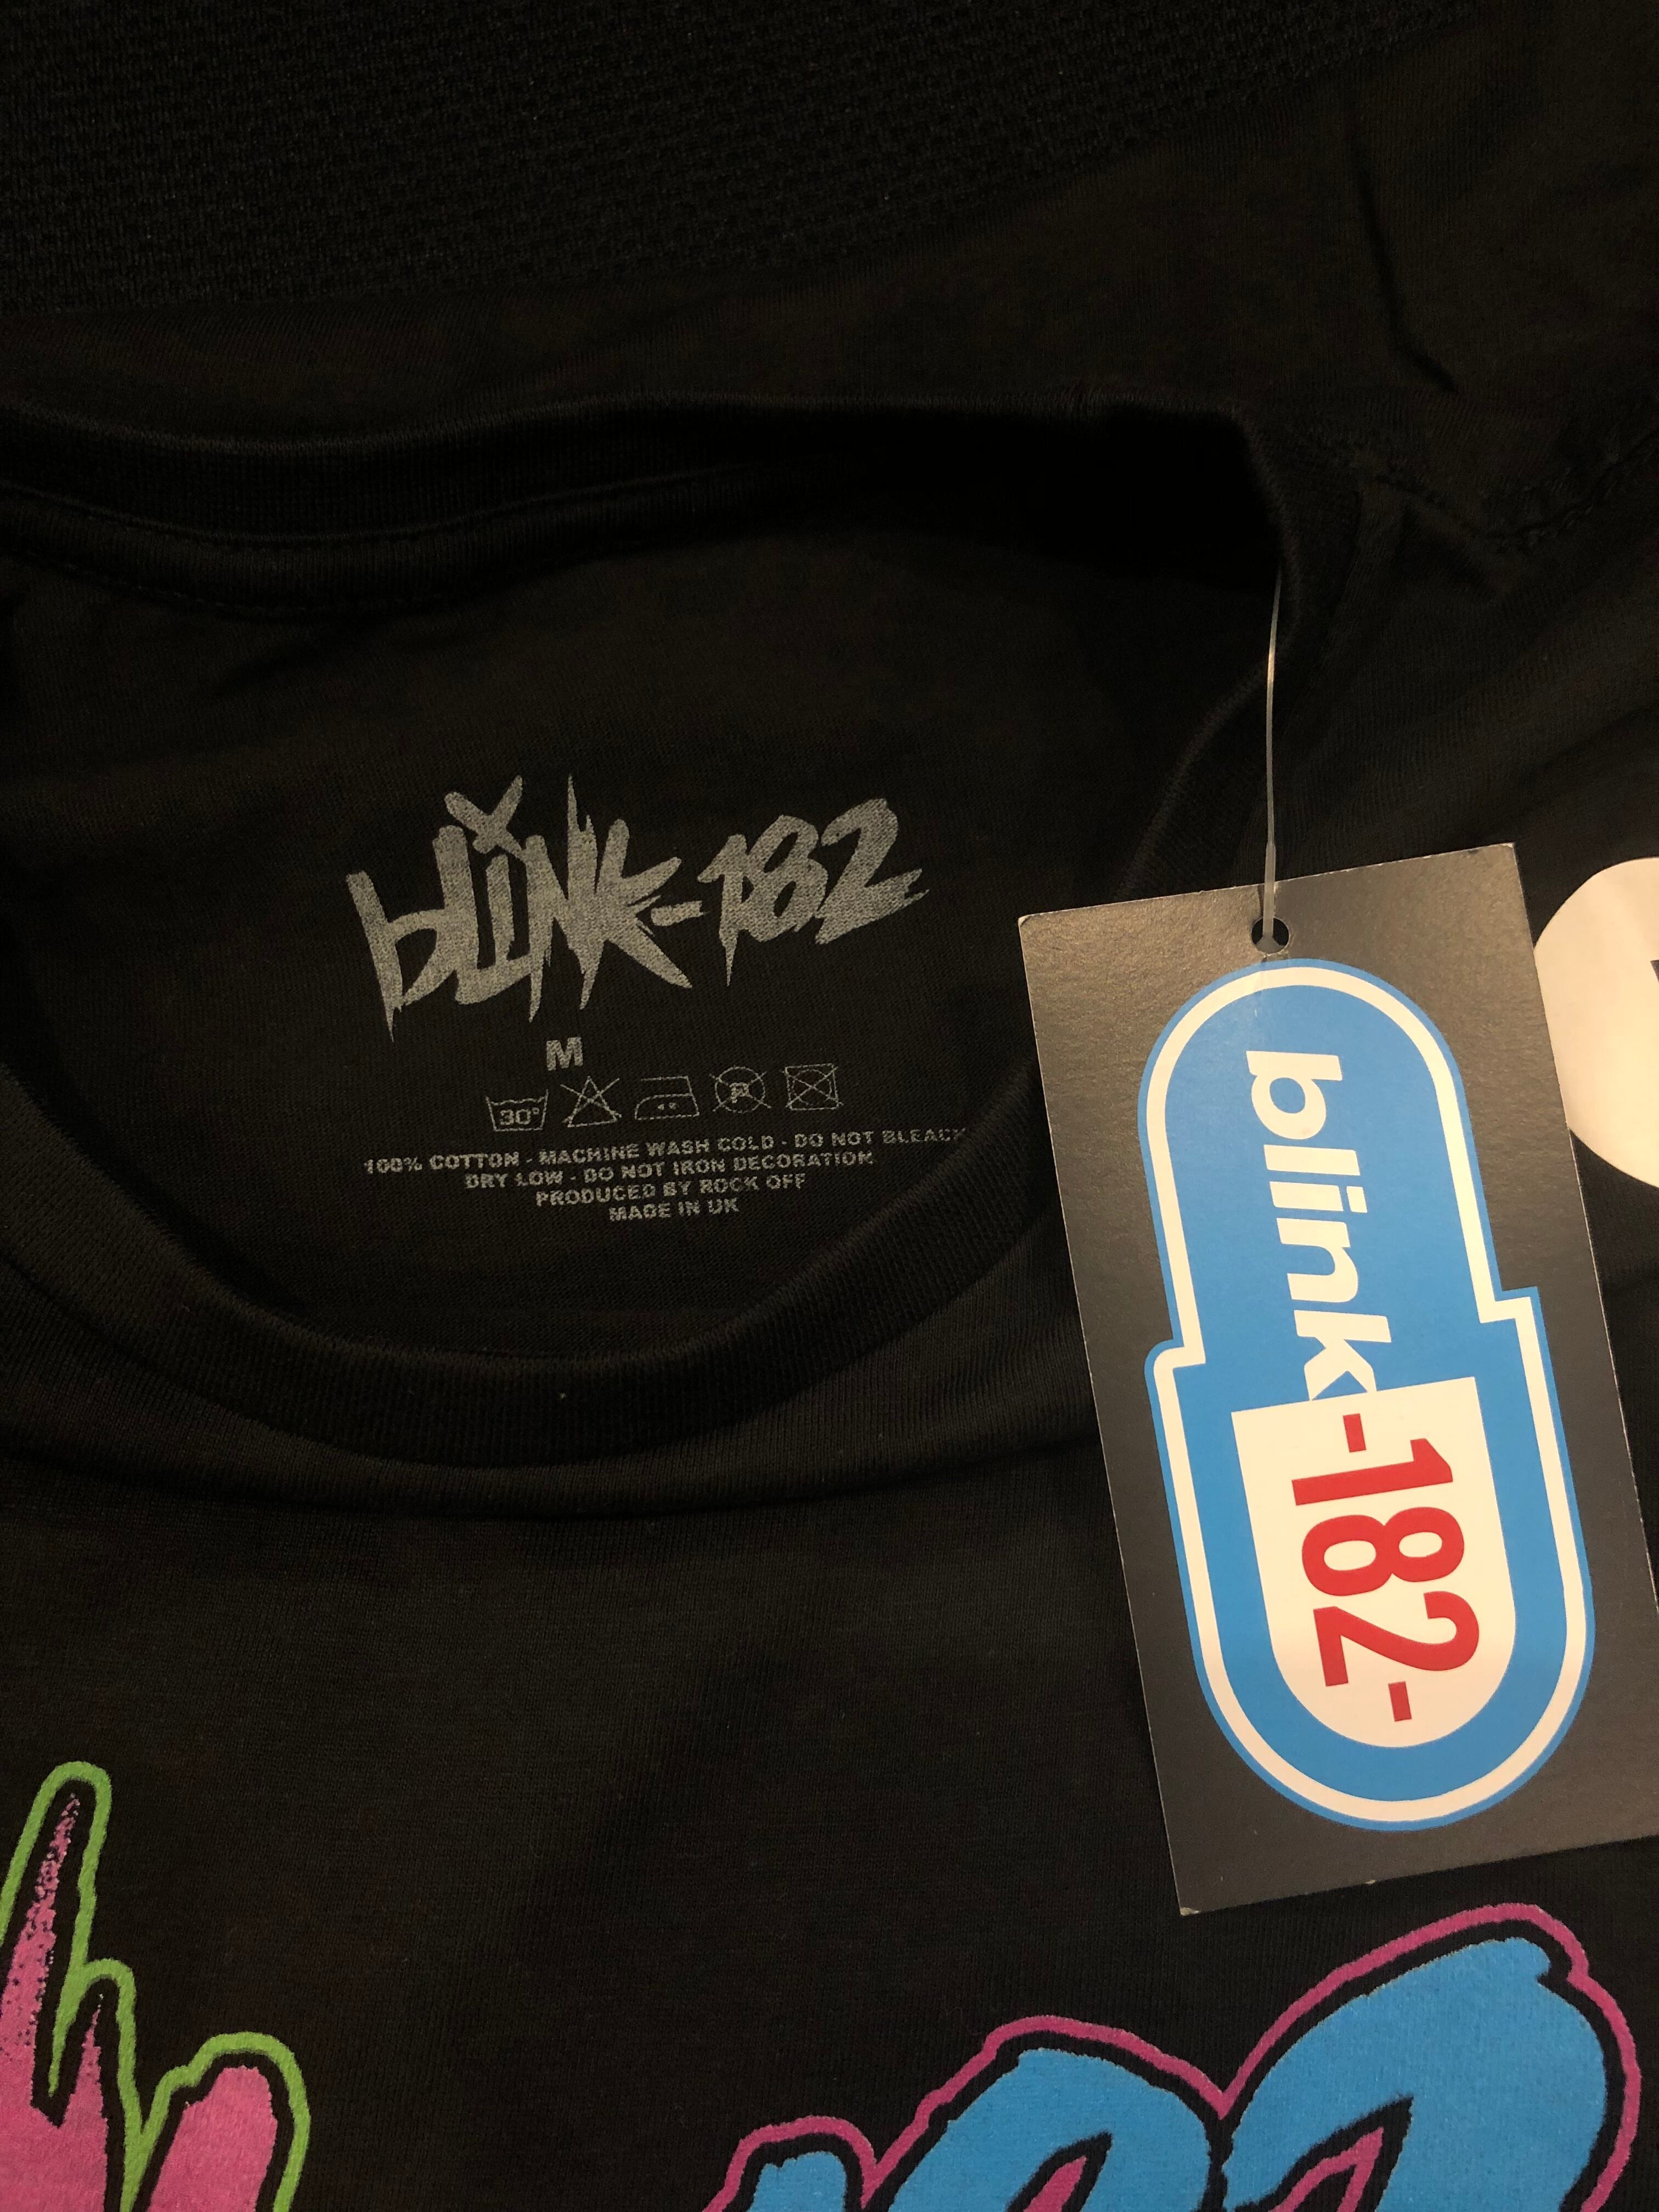 blink-182
M
30°
P
100% COTTON - MACHINE WASH COLD - DO NOT BLEACH
DRY LOW - DO NOT IRON DECORATION
PRODUCED BY ROCK OFF
MADE IN UK
blink-182-
182